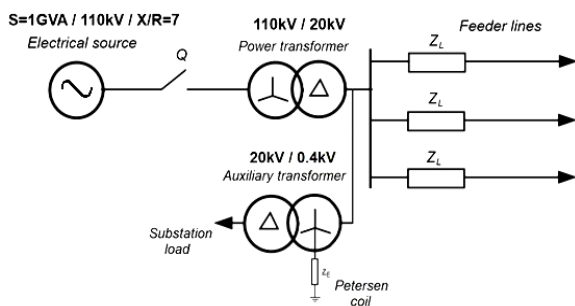 S=1GVA / 110kV / X/R=7
Electrical source
Q
110kV / 20kV
Power transformer
Feeder lines
Z_L
Z_L
Z_L
20kV / 0.4kV
Auxiliary transformer
Substation
load
Z_E
Petersen
coil